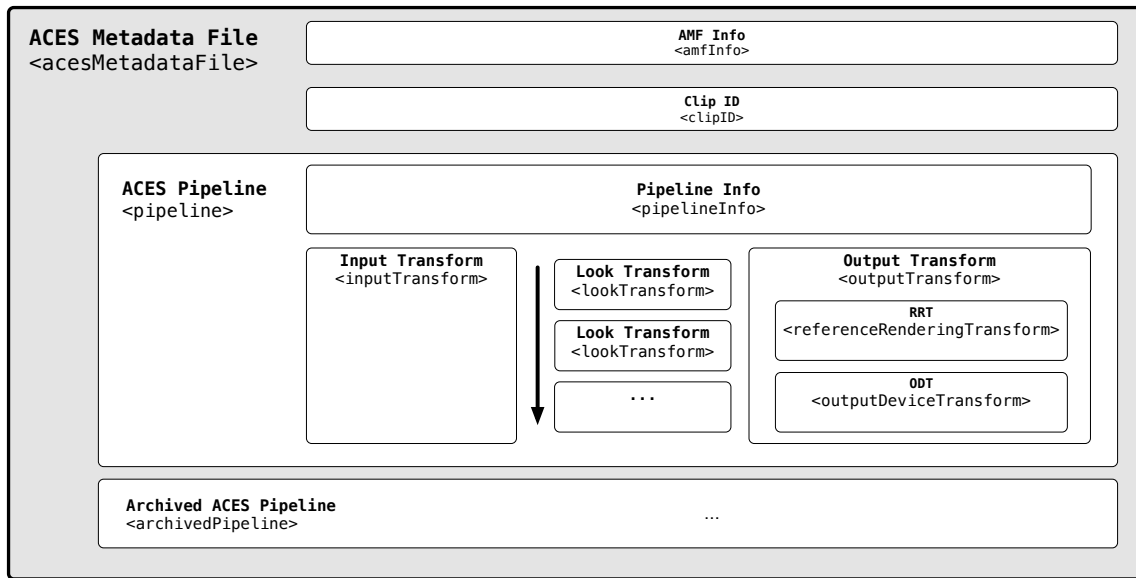 ACES Metadata File
<acesMetadataFile>
AMF Info
<amfInfo>
Clip ID
<clipID>
ACES Pipeline
<pipeline>
Pipeline Info
<pipelineInfo>
Input Transform
<inputTransform>
Look Transform
<lookTransform>
Look Transform
<lookTransform>
...
Output Transform
<outputTransform>
RRT
<referenceRenderingTransform>
ODT
<outputDeviceTransform>
Archived ACES Pipeline
<archivedPipeline>
...